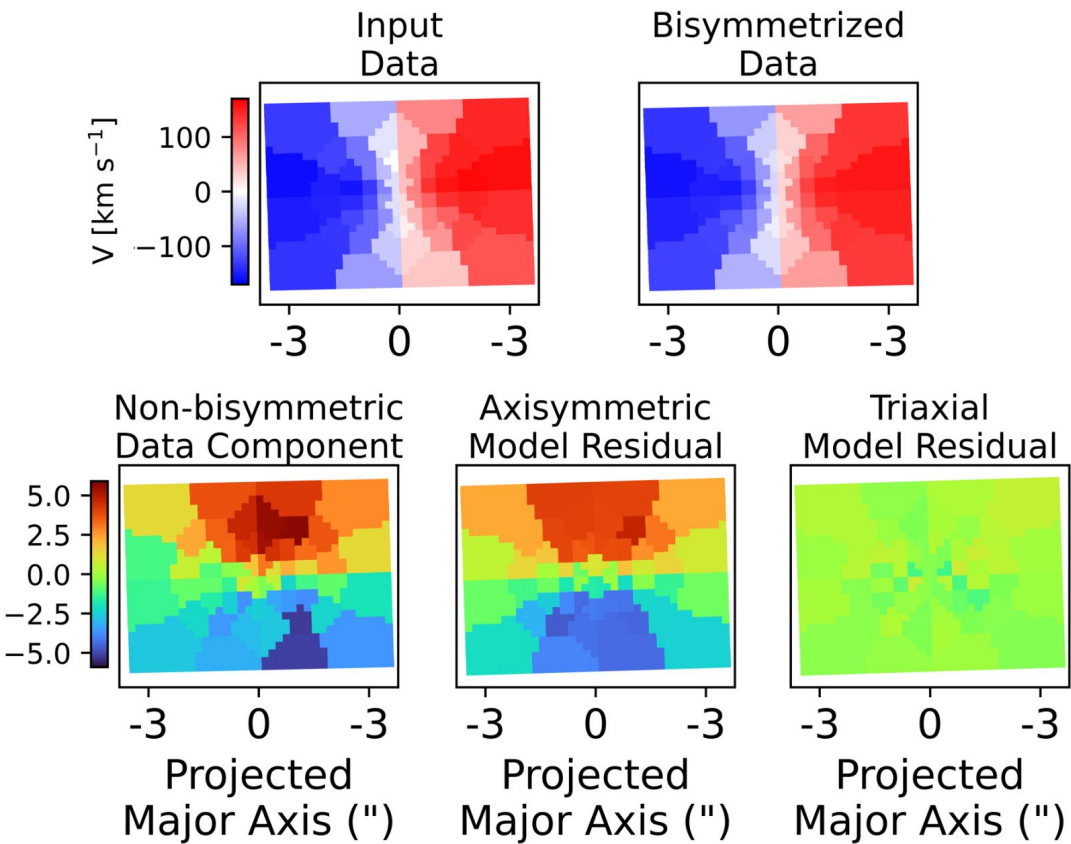 Input
Data
Bisymmetrized
Data
V [km s⁻¹]
100
0
−100
-3 0 -3
-3 0 -3
Non-bisymmetric
Data Component
Axisymmetric
Model Residual
Triaxial
Model Residual
5.0
2.5
0.0
−2.5
−5.0
-3 0 -3
-3 0 -3
-3 0 -3
Projected
Major Axis (")
Projected
Major Axis (")
Projected
Major Axis (")